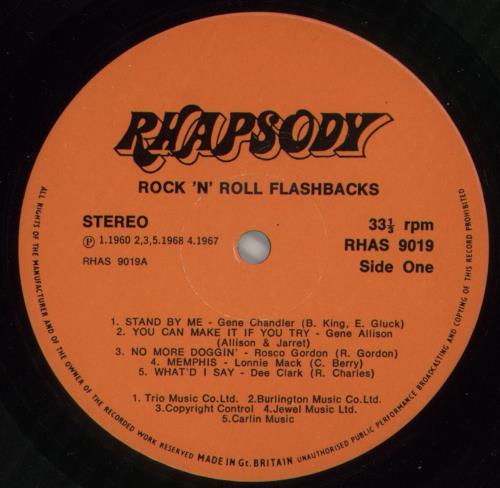 RHAPSODY
ROCK 'N' ROLL FLASHBACKS
STEREO
Ⓟ 1.1960 2,3,5.1968 4.1967
RHAS 9019A
33⅓ rpm
RHAS 9019
Side One
1. STAND BY ME - Gene Chandler (B. King, E. Gluck)
2. YOU CAN MAKE IT IF YOU TRY - Gene Allison
(Allison & Jarret)
3. NO MORE DOGGIN' - Rosco Gordon (R. Gordon)
4. MEMPHIS - Lonnie Mack (C. Berry)
5. WHAT'D I SAY - Dee Clark (R. Charles)
1. Trio Music Co.Ltd. 2.Burlington Music Co.Ltd.
3.Copyright Control 4.Jewel Music Ltd.
5.Carlin Music
ALL RIGHTS OF THE MANUFACTURER AND OF THE OWNER OF THE RECORDED WORK RESERVED
MADE IN Gt. BRITAIN
UNAUTHORISED PUBLIC PERFORMANCE BROADCASTING AND COPYING OF THIS RECORD PROHIBITED